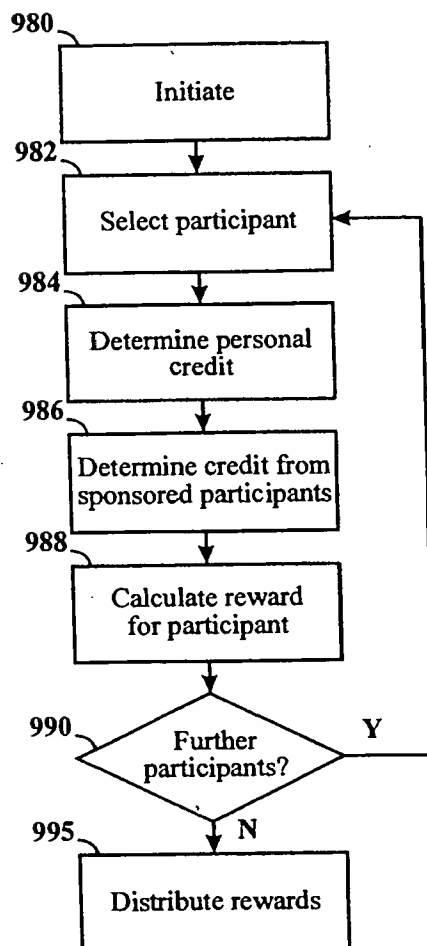 980
Initiate
982
Select participant
984
Determine personal
credit
986
Determine credit from
sponsored participants
988
Calculate reward
for participant
990
Further
participants?
Y
N
995
Distribute rewards